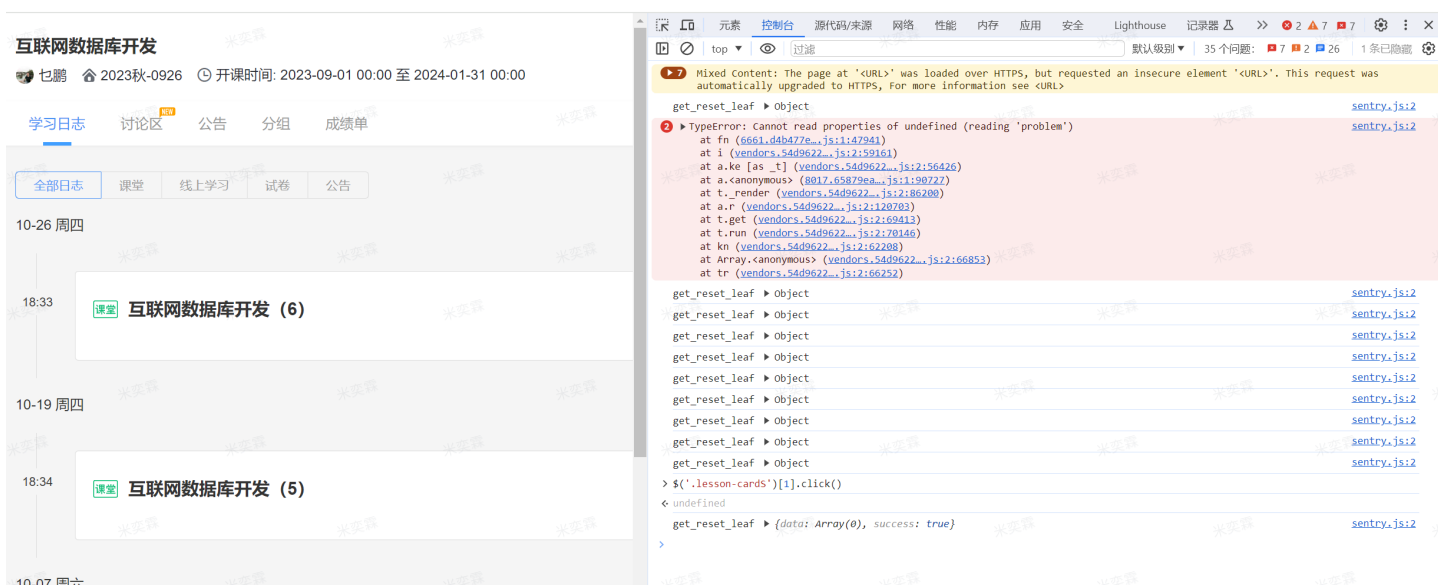 互联网数据库开发
乜鹏 2023秋-0926 开课时间: 2023-09-01 00:00 至 2024-01-31 00:00
学习日志 讨论区 NEW 公告 分组 成绩单
全部日志 课堂 线上学习 试卷 公告
10-26 周四
18:33 课堂 互联网数据库开发（6）
10-19 周四
18:34 课堂 互联网数据库开发（5）
10-07 周六
元素 控制台 源代码/来源 网络 性能 内存 应用 安全 Lighthouse 记录器 2 7 7
top 过滤 默认级别 35 个问题: 7 2 26 1 条已隐藏
7 Mixed Content: The page at '<URL>' was loaded over HTTPS, but requested an insecure element '<URL>'. This request was
automatically upgraded to HTTPS, For more information see <URL>
get_reset_leaf ▶ Object sentry.js:2
2 ▶ TypeError: Cannot read properties of undefined (reading 'problem') sentry.js:2
at fn (6661.d4b477e….js:1:47941)
at i (vendors.54d9622….js:2:59161)
at a.ke [as _t] (vendors.54d9622….js:2:56426)
at a.<anonymous> (8017.65879ea….js:1:90727)
at t._render (vendors.54d9622….js:2:86200)
at a.r (vendors.54d9622….js:2:120703)
at t.get (vendors.54d9622….js:2:69413)
at t.run (vendors.54d9622….js:2:70146)
at kn (vendors.54d9622….js:2:62208)
at Array.<anonymous> (vendors.54d9622….js:2:66853)
at tr (vendors.54d9622….js:2:66252)
get_reset_leaf ▶ Object sentry.js:2
get_reset_leaf ▶ Object sentry.js:2
get_reset_leaf ▶ Object sentry.js:2
get_reset_leaf ▶ Object sentry.js:2
get_reset_leaf ▶ Object sentry.js:2
get_reset_leaf ▶ Object sentry.js:2
get_reset_leaf ▶ Object sentry.js:2
get_reset_leaf ▶ Object sentry.js:2
get_reset_leaf ▶ Object sentry.js:2
> $('.lesson-cardS')[1].click()
undefined
get_reset_leaf ▶ {data: Array(0), success: true} sentry.js:2
>
米奕霖